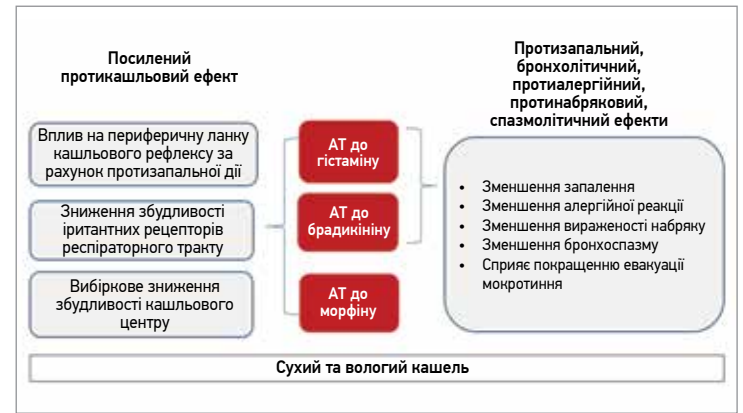 Посилений
протикашльовий ефект
Вплив на периферичну ланку
кашльового рефлексу за
рахунок протизапальної дії
Зниження збудливості
іритантних рецепторів
респіраторного тракту
Вибіркове зниження
збудливості кашльового
центру
АТ до
гістаміну
АТ до
брадикініну
АТ до
морфіну
Протизапальний,
бронхолітичний,
протиалергійний,
протинабряковий,
спазмолітичний ефекти
• Зменшення запалення
• Зменшення алергійної реакції
• Зменшення вираженості набряку
• Зменшення бронхоспазму
• Сприяє покращенню евакуації
мокротиння
Сухий та вологий кашель